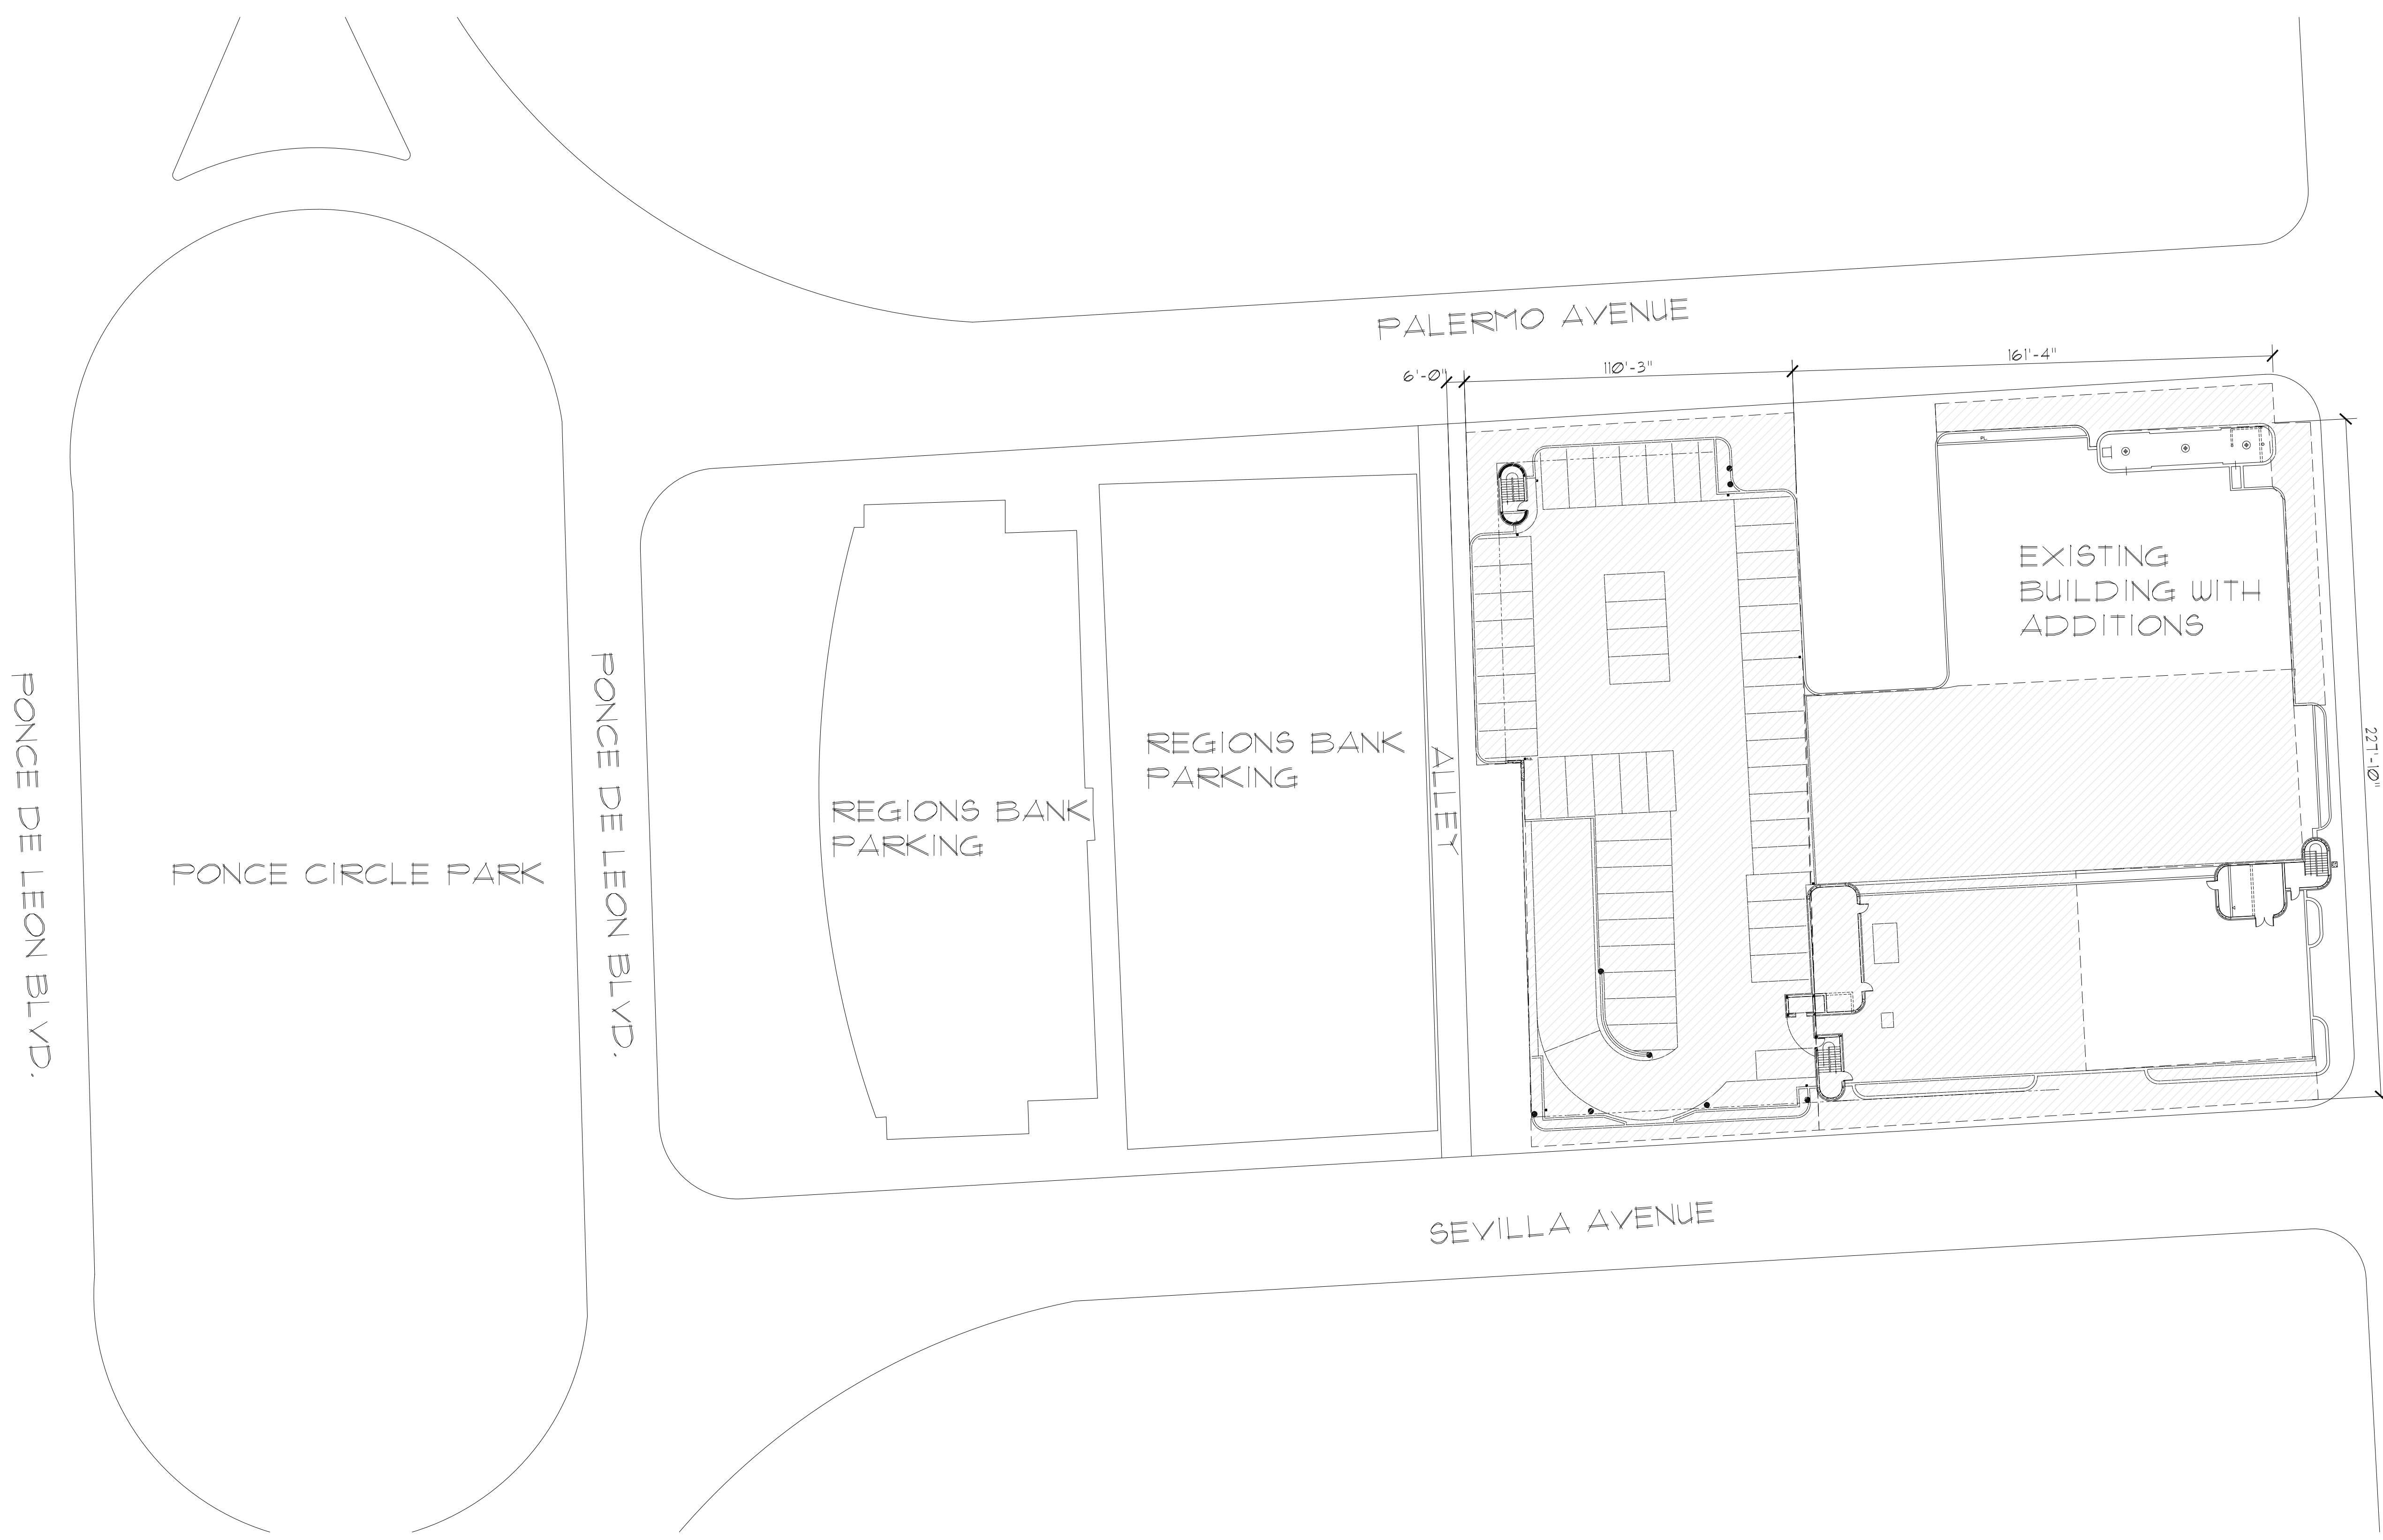 PALERMO AVENUE
6'-0"
110'-3"
161'-4"
PL
EXISTING
BUILDING WITH
ADDITIONS
227'-10"
REGIONS BANK
PARKING
ALLEY
REGIONS BANK
PARKING
PONCE DE LEON BLVD.
PONCE DE LEON BLVD.
PONCE CIRCLE PARK
SEVILLA AVENUE